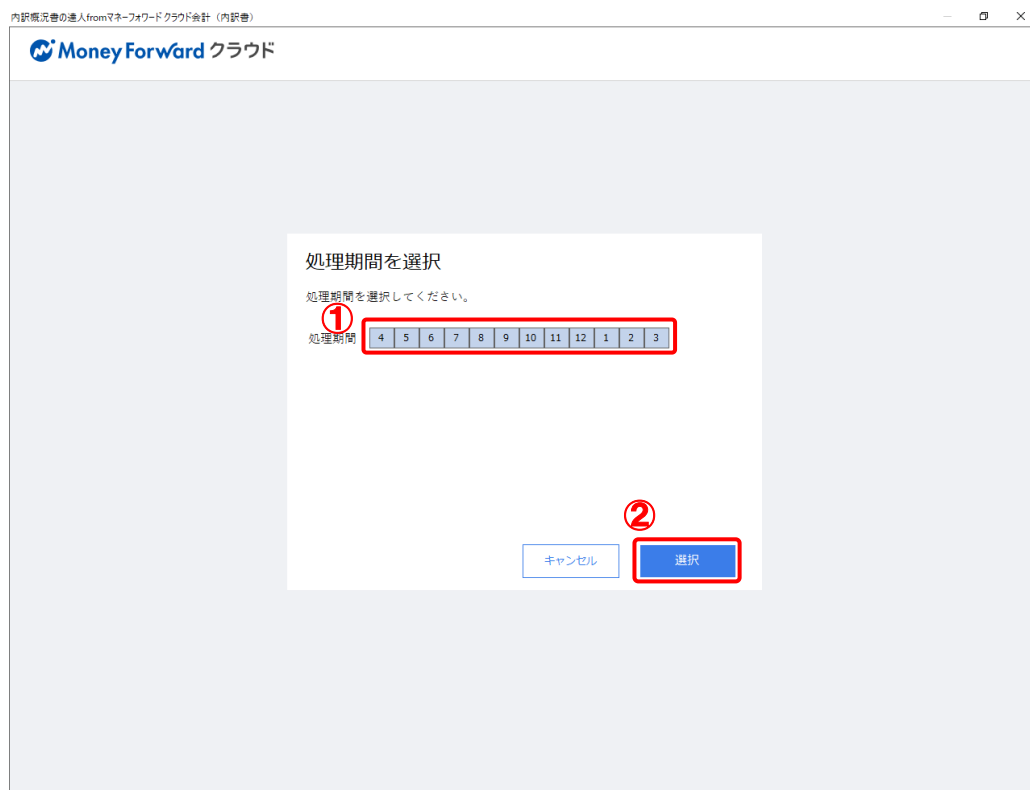 内訳概況書の達人fromマネーフォワード クラウド会計（内訳書）
Money Forward クラウド
処理期間を選択
処理期間を選択してください。
①
処理期間 4 5 6 7 8 9 10 11 12 1 2 3
②
キャンセル 選択